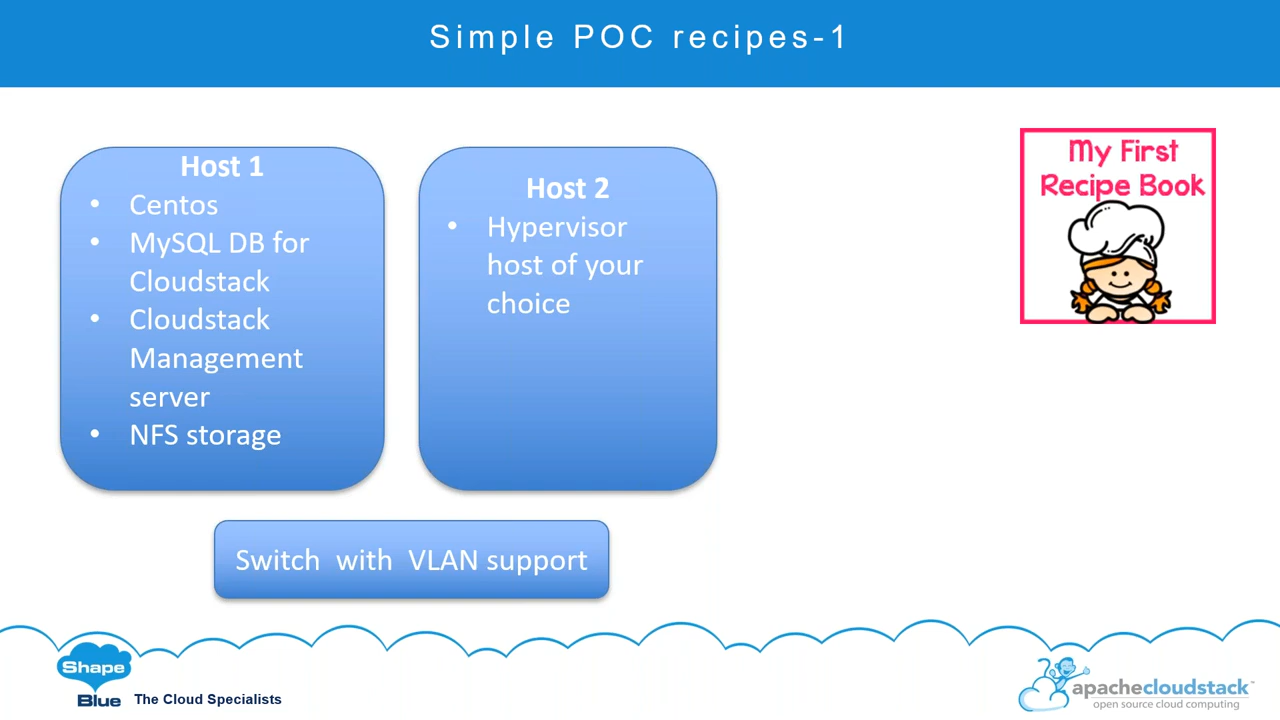 Simple POC recipes-1
Host 1
• Centos
• MySQL DB for
Cloudstack
• Cloudstack
Management
server
• NFS storage
Host 2
• Hypervisor
host of your
choice
My First
Recipe Book
Switch with VLAN support
Shape
Blue The Cloud Specialists
apachecloudstack™
open source cloud computing